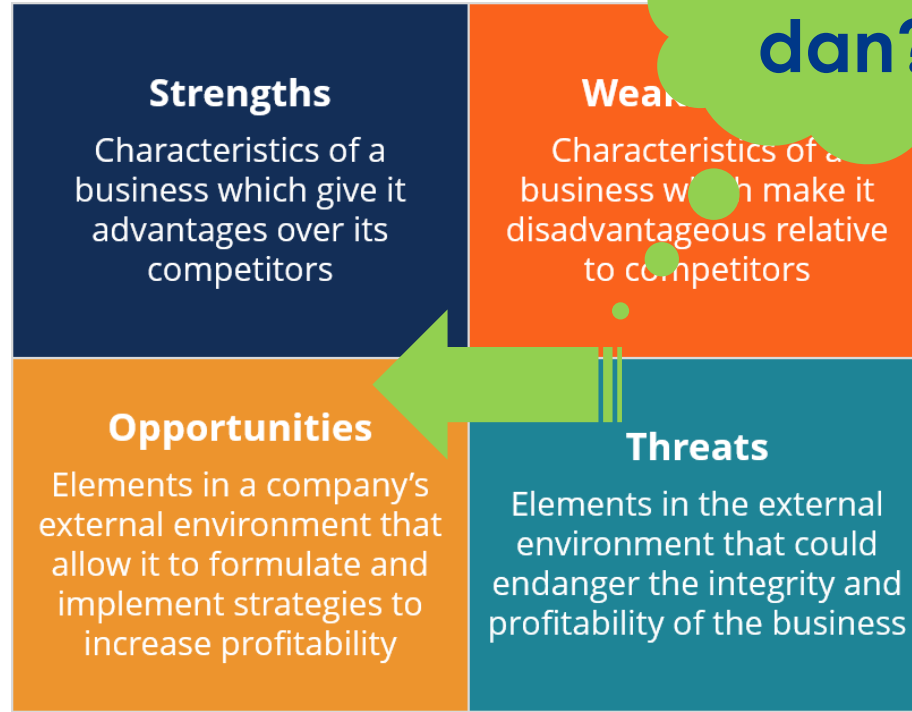 dan?
Strengths
Characteristics of a
business which give it
advantages over its
competitors
Characteristics of a
business which make it
disadvantageous relative
to competitors
Opportunities
Elements in a company's
external environment that
allow it to formulate and
implement strategies to
increase profitability
Threats
Elements in the external
environment that could
endanger the integrity and
profitability of the business